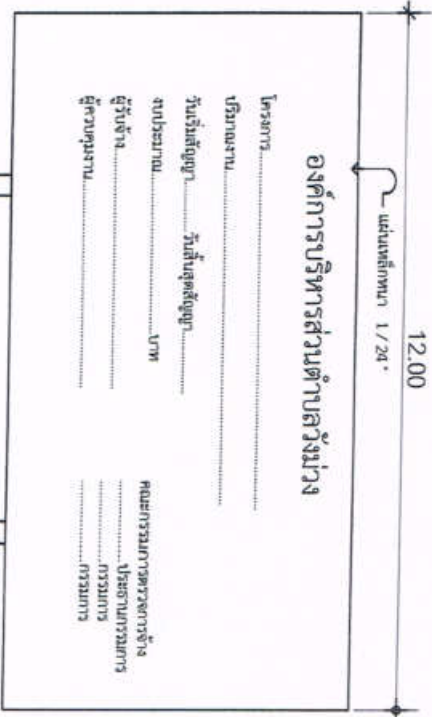 12.00
แผ่นเหล็กหนา 1/24"
องค์การบริหารส่วนตำบลวังม่วง
โครงการ..........................................................
ปริมาณงาน..........................................................
วันเริ่มสัญญา...............วันสิ้นสุดสัญญา...............
งบประมาณ..............................บาท
ผู้รับจ้าง..............................
ผู้ควบคุมงาน..............................
คณะกรรมการตรวจการจ้าง
....................ประธานกรรมการ
....................กรรมการ
....................กรรมการ